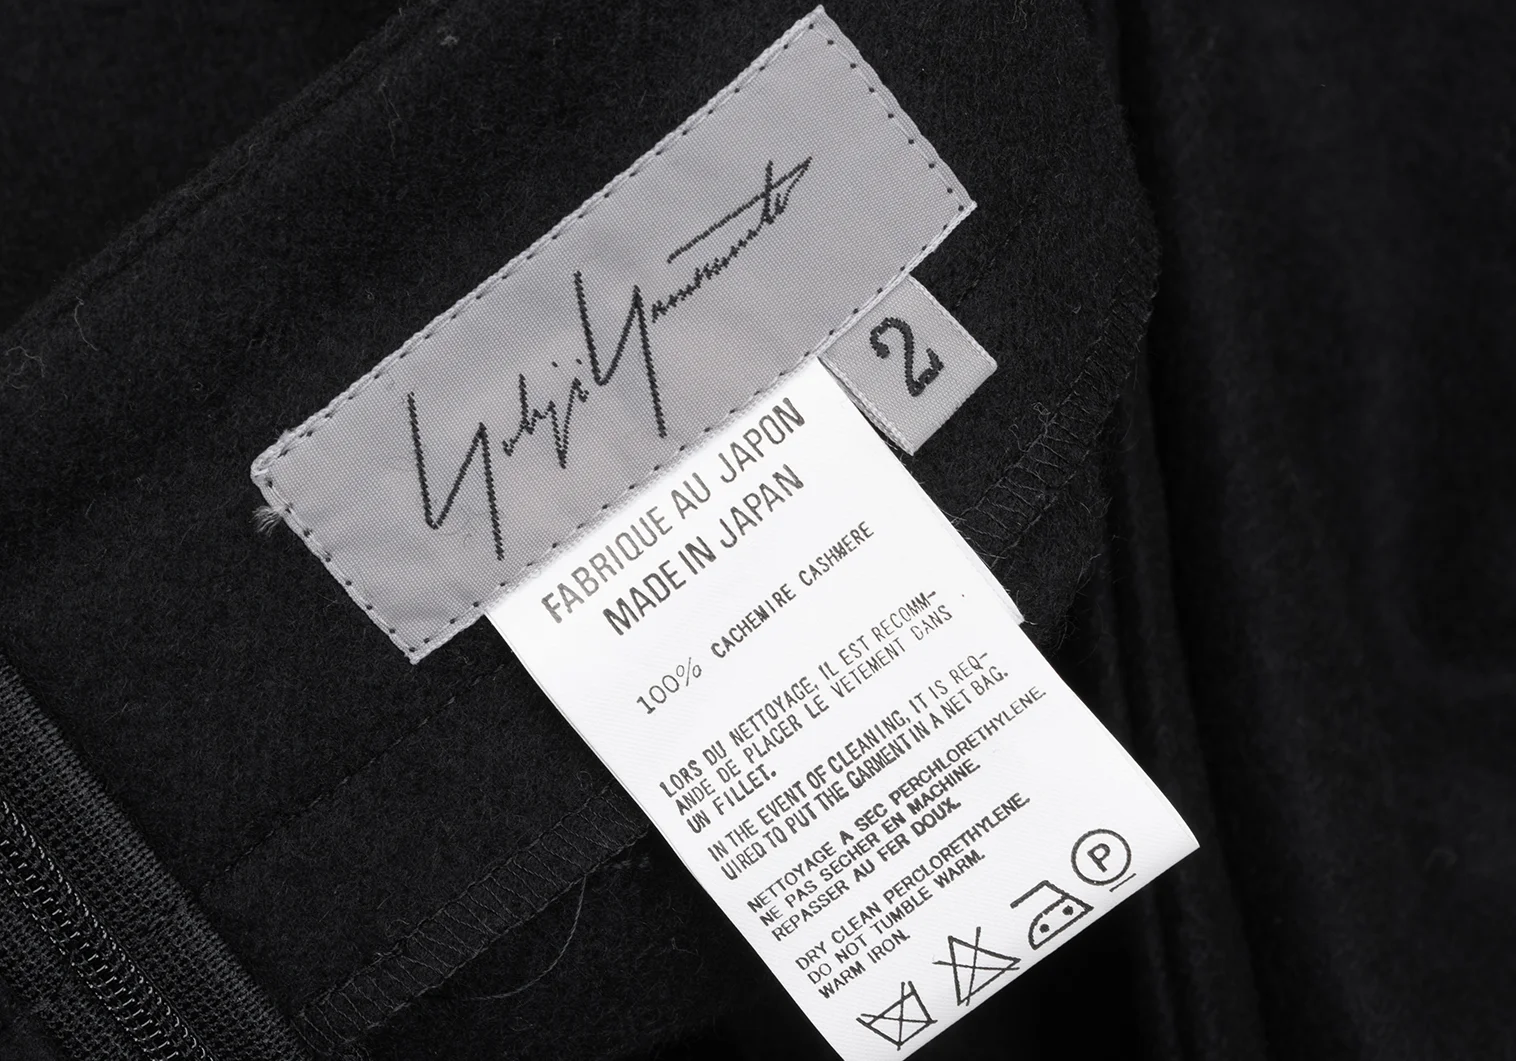 Yohji Yamamoto
2
FABRIQUE AU JAPON
MADE IN JAPAN
100% CACHEMIRE CASHMERE
LORS DU NETTOYAGE, IL EST RECOMM-
ANDE DE PLACER LE VETEMENT DANS
UN FILLET.
IN THE EVENT OF CLEANING, IT IS REQ-
UIRED TO PUT THE GARMENT IN A NET BAG.
NETTOYAGE A SEC PERCHLORETHYLENE.
NE PAS SECHER EN MACHINE.
REPASSER AU FER DOUX.
DRY CLEAN PERCLORETHYLENE.
DO NOT TUMBLE WARM.
WARM IRON.
P